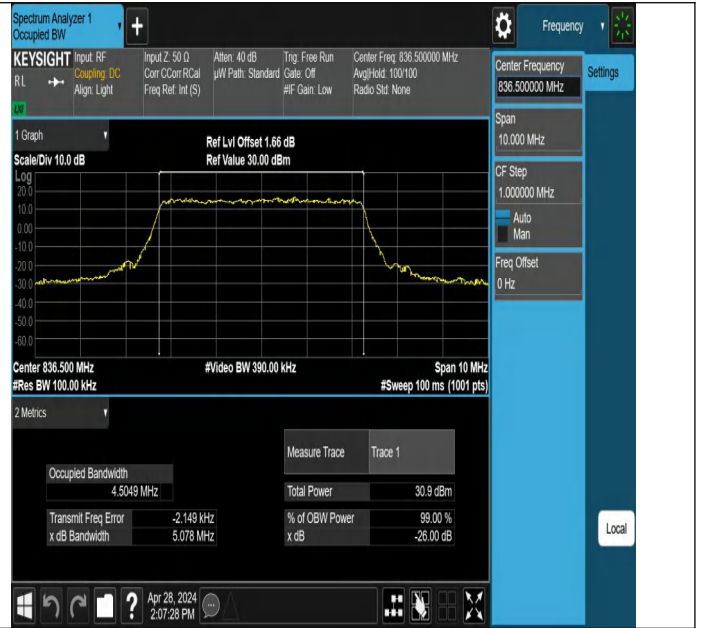 Spectrum Analyzer 1
Occupied BW
+
Frequency
KEYSIGHT
RL
Input: RF
Coupling: DC
Align: Light
Input Z: 50 Ω
Corr CCorr RCal
Freq Ref: Int (S)
Atten: 40 dB
µW Path: Standard
Trig: Free Run
Gate: Off
#IF Gain: Low
Center Freq: 836.500000 MHz
Avg|Hold: 100/100
Radio Std: None
Center Frequency
836.500000 MHz
Settings
Span
10.000 MHz
CF Step
1.000000 MHz
Auto
Man
Freq Offset
0 Hz
1 Graph
Scale/Div 10.0 dB
Ref Lvl Offset 1.66 dB
Ref Value 30.00 dBm
Log
20.0
10.0
0.00
-10.0
-20.0
-30.0
-40.0
-50.0
-60.0
Center 836.500 MHz
#Video BW 390.00 kHz
Span 10 MHz
#Res BW 100.00 kHz
#Sweep 100 ms (1001 pts)
2 Metrics
Measure Trace
Trace 1
Occupied Bandwidth
4.5049 MHz
Total Power
30.9 dBm
Transmit Freq Error
-2.149 kHz
% of OBW Power
99.00 %
x dB Bandwidth
5.078 MHz
x dB
-26.00 dB
Local
?
Apr 28, 2024
2:07:28 PM